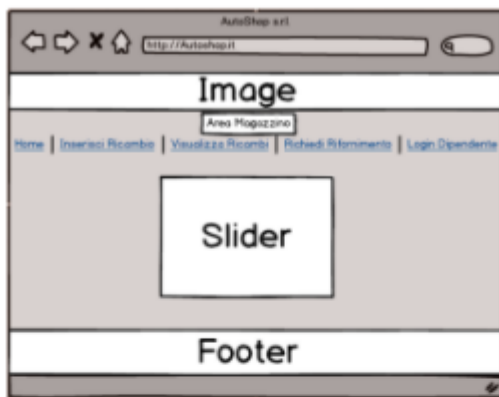 AutoShop s.r.l
http://Autoshop.it
Image
Area Magazzino
Home | Inserisci Ricambio | Visualizza Ricambi | Richiedi Rifornimento | Login Dipendente
Slider
Footer